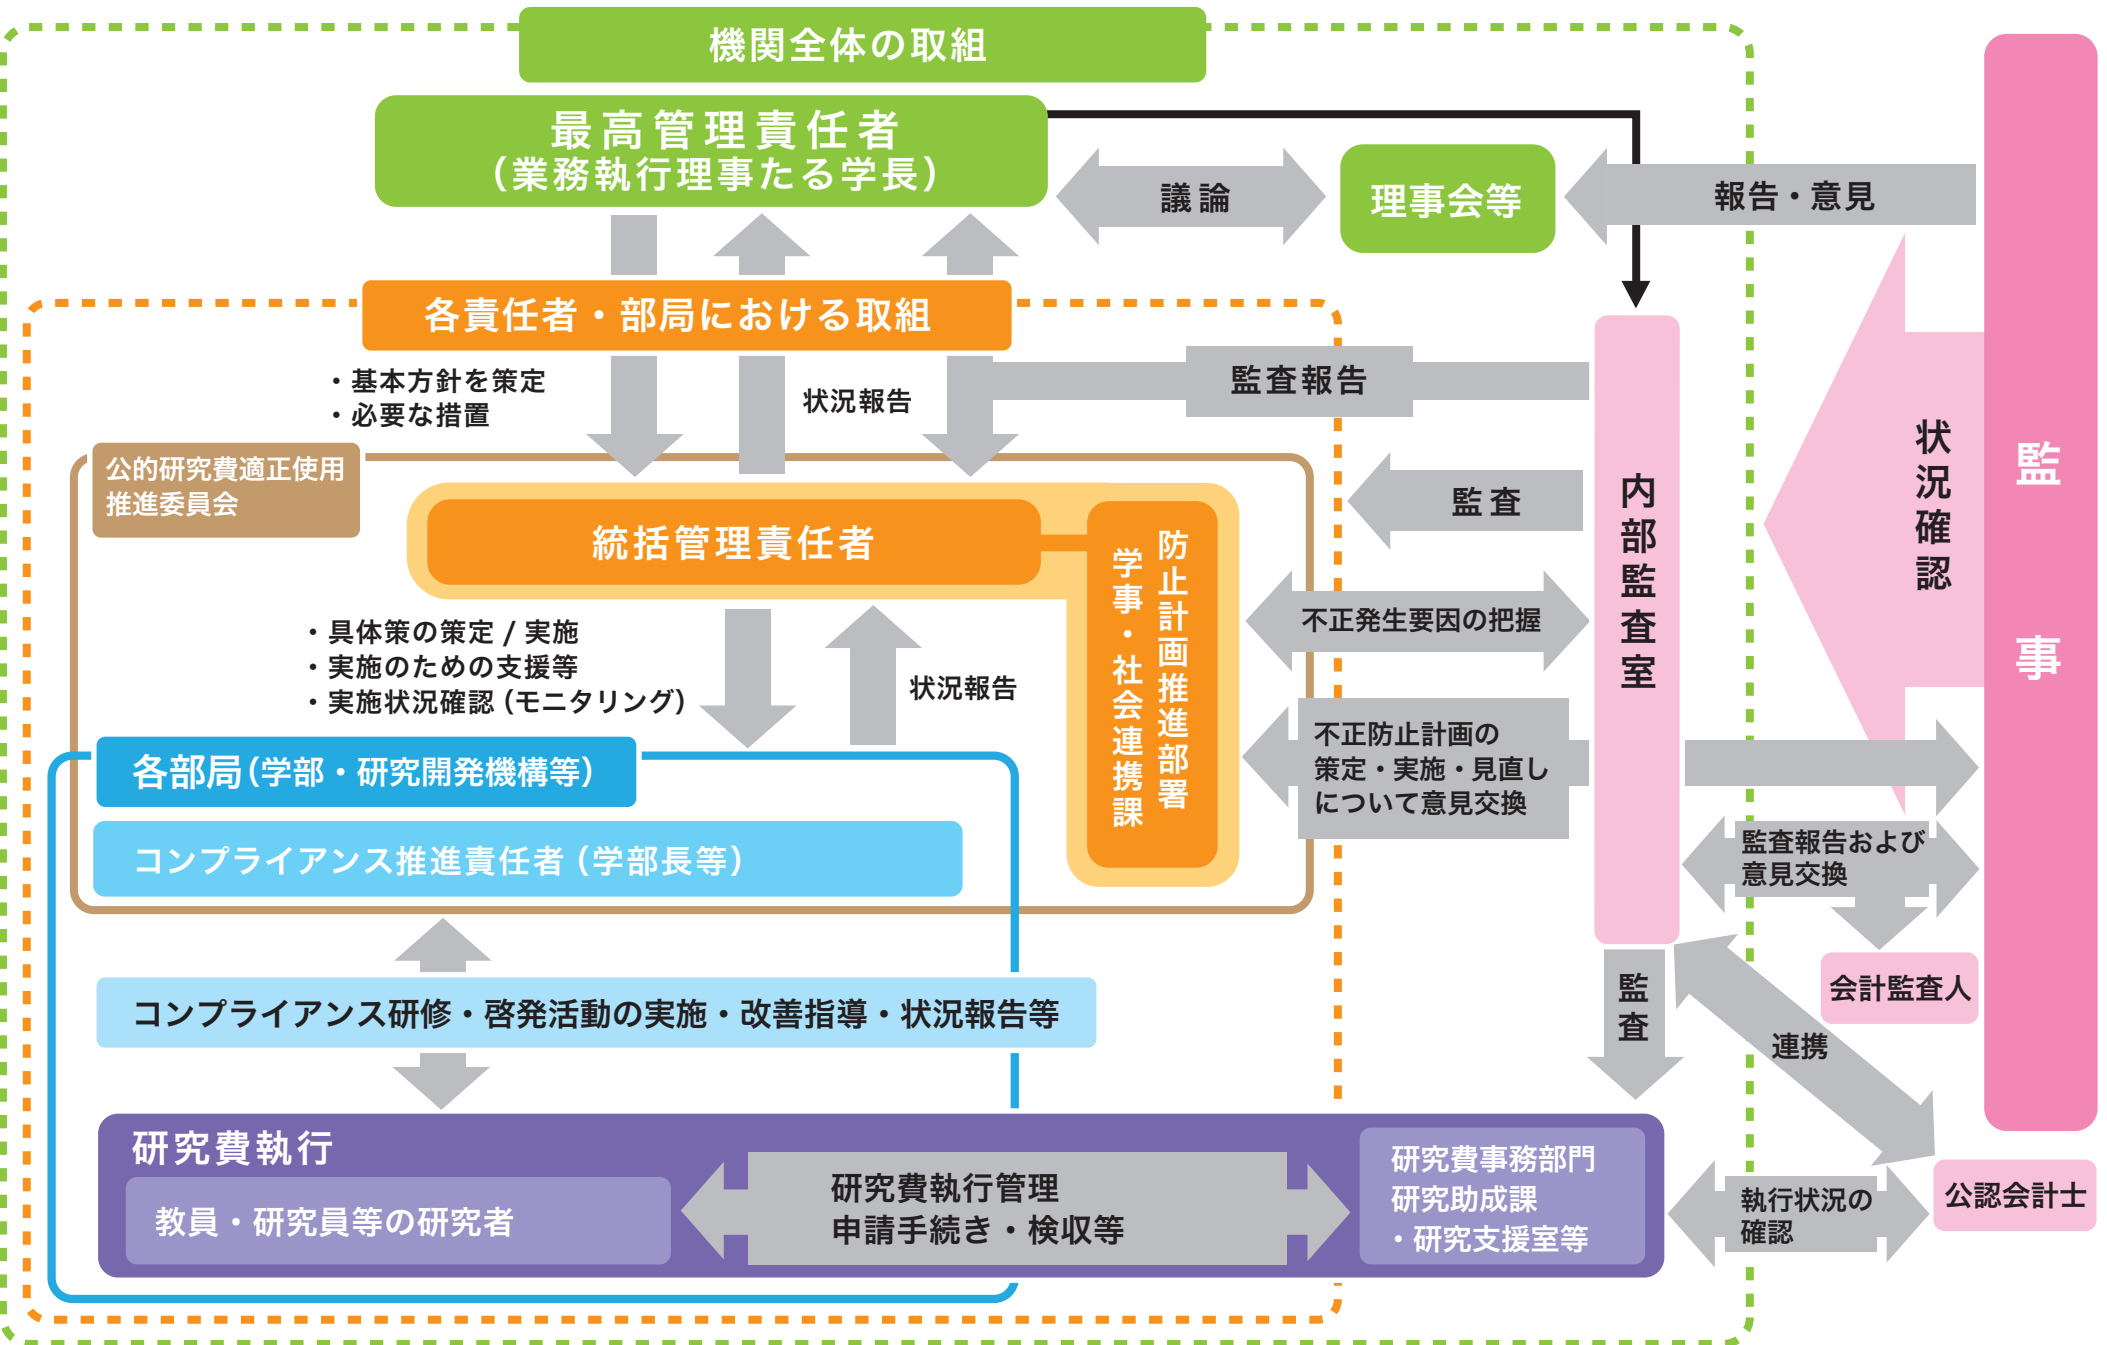 機関全体の取組
最高管理責任者
（業務執行理事たる学長）
議論
理事会等
報告・意見
各責任者・部局における取組
・基本方針を策定
・必要な措置
状況報告
監査報告
公的研究費適正使用
推進委員会
統括管理責任者
防止計画推進部署
学事・社会連携課
監査
内部監査室
状況確認
監事
不正発生要因の把握
・具体策の策定 / 実施
・実施のための支援等
・実施状況確認（モニタリング）
状況報告
不正防止計画の
策定・実施・見直し
について意見交換
各部局（学部・研究開発機構等）
コンプライアンス推進責任者（学部長等）
監査報告および
意見交換
会計監査人
コンプライアンス研修・啓発活動の実施・改善指導・状況報告等
監査
連携
研究費執行
教員・研究員等の研究者
研究費執行管理
申請手続き・検収等
研究費事務部門
研究助成課
・研究支援室等
執行状況の
確認
公認会計士